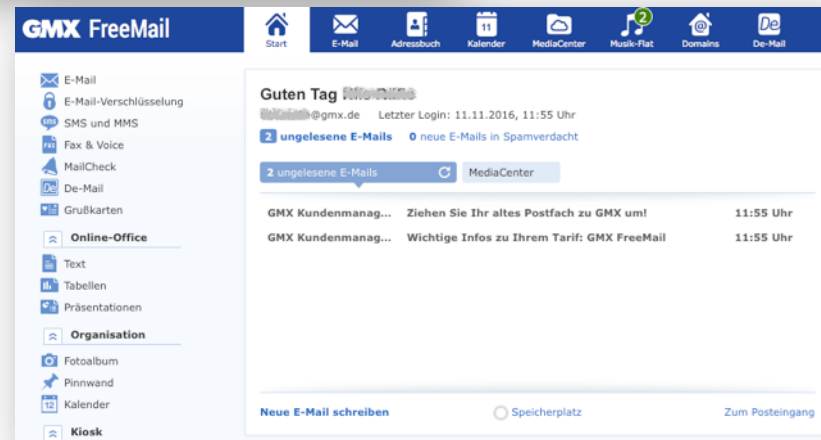 GMX FreeMail
Start
E-Mail
Adressbuch
11
Kalender
MediaCenter
2
Musik-Flat
@
Domains
De
De-Mail
E-Mail
E-Mail-Verschlüsselung
SMS und MMS
Fax & Voice
MailCheck
De De-Mail
Grußkarten
Online-Office
Text
Tabellen
Präsentationen
Organisation
Fotoalbum
Pinnwand
12 Kalender
Kiosk
Guten Tag
@gmx.de Letzter Login: 11.11.2016, 11:55 Uhr
2 ungelesene E-Mails 0 neue E-Mails in Spamverdacht
2 ungelesene E-Mails MediaCenter
GMX Kundenmanag... Ziehen Sie Ihr altes Postfach zu GMX um! 11:55 Uhr
GMX Kundenmanag... Wichtige Infos zu Ihrem Tarif: GMX FreeMail 11:55 Uhr
Neue E-Mail schreiben Speicherplatz Zum Posteingang